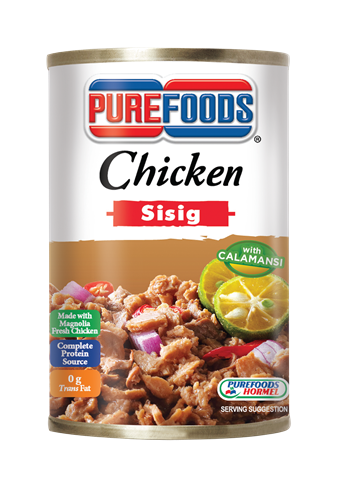 PUREFOODS
®
Chicken
Sisig
with
CALAMANSI
Made with
Magnolia
Fresh Chicken
Complete
Protein
Source
0 g
Trans Fat
PUREFOODS
HORMEL
SERVING SUGGESTION